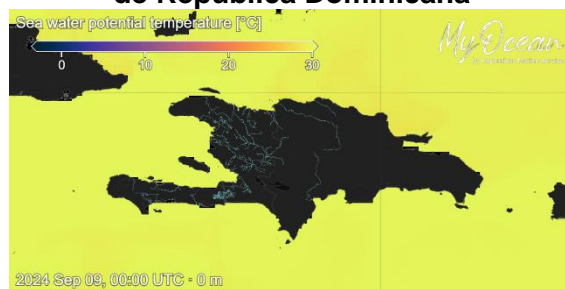 de República Dominicana
Sea water potential temperature [°C]
0 10 20 30
MyOcean
2024 Sep 09, 00:00 UTC - 0 m